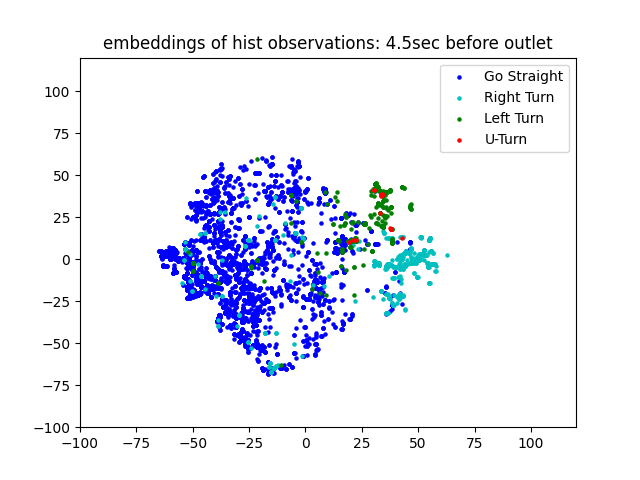 embeddings of hist observations: 4.5sec before outlet
Go Straight
Right Turn
Left Turn
U-Turn
100
75
50
25
0
−25
−50
−75
−100
−100 −75 −50 −25 0 25 50 75 100